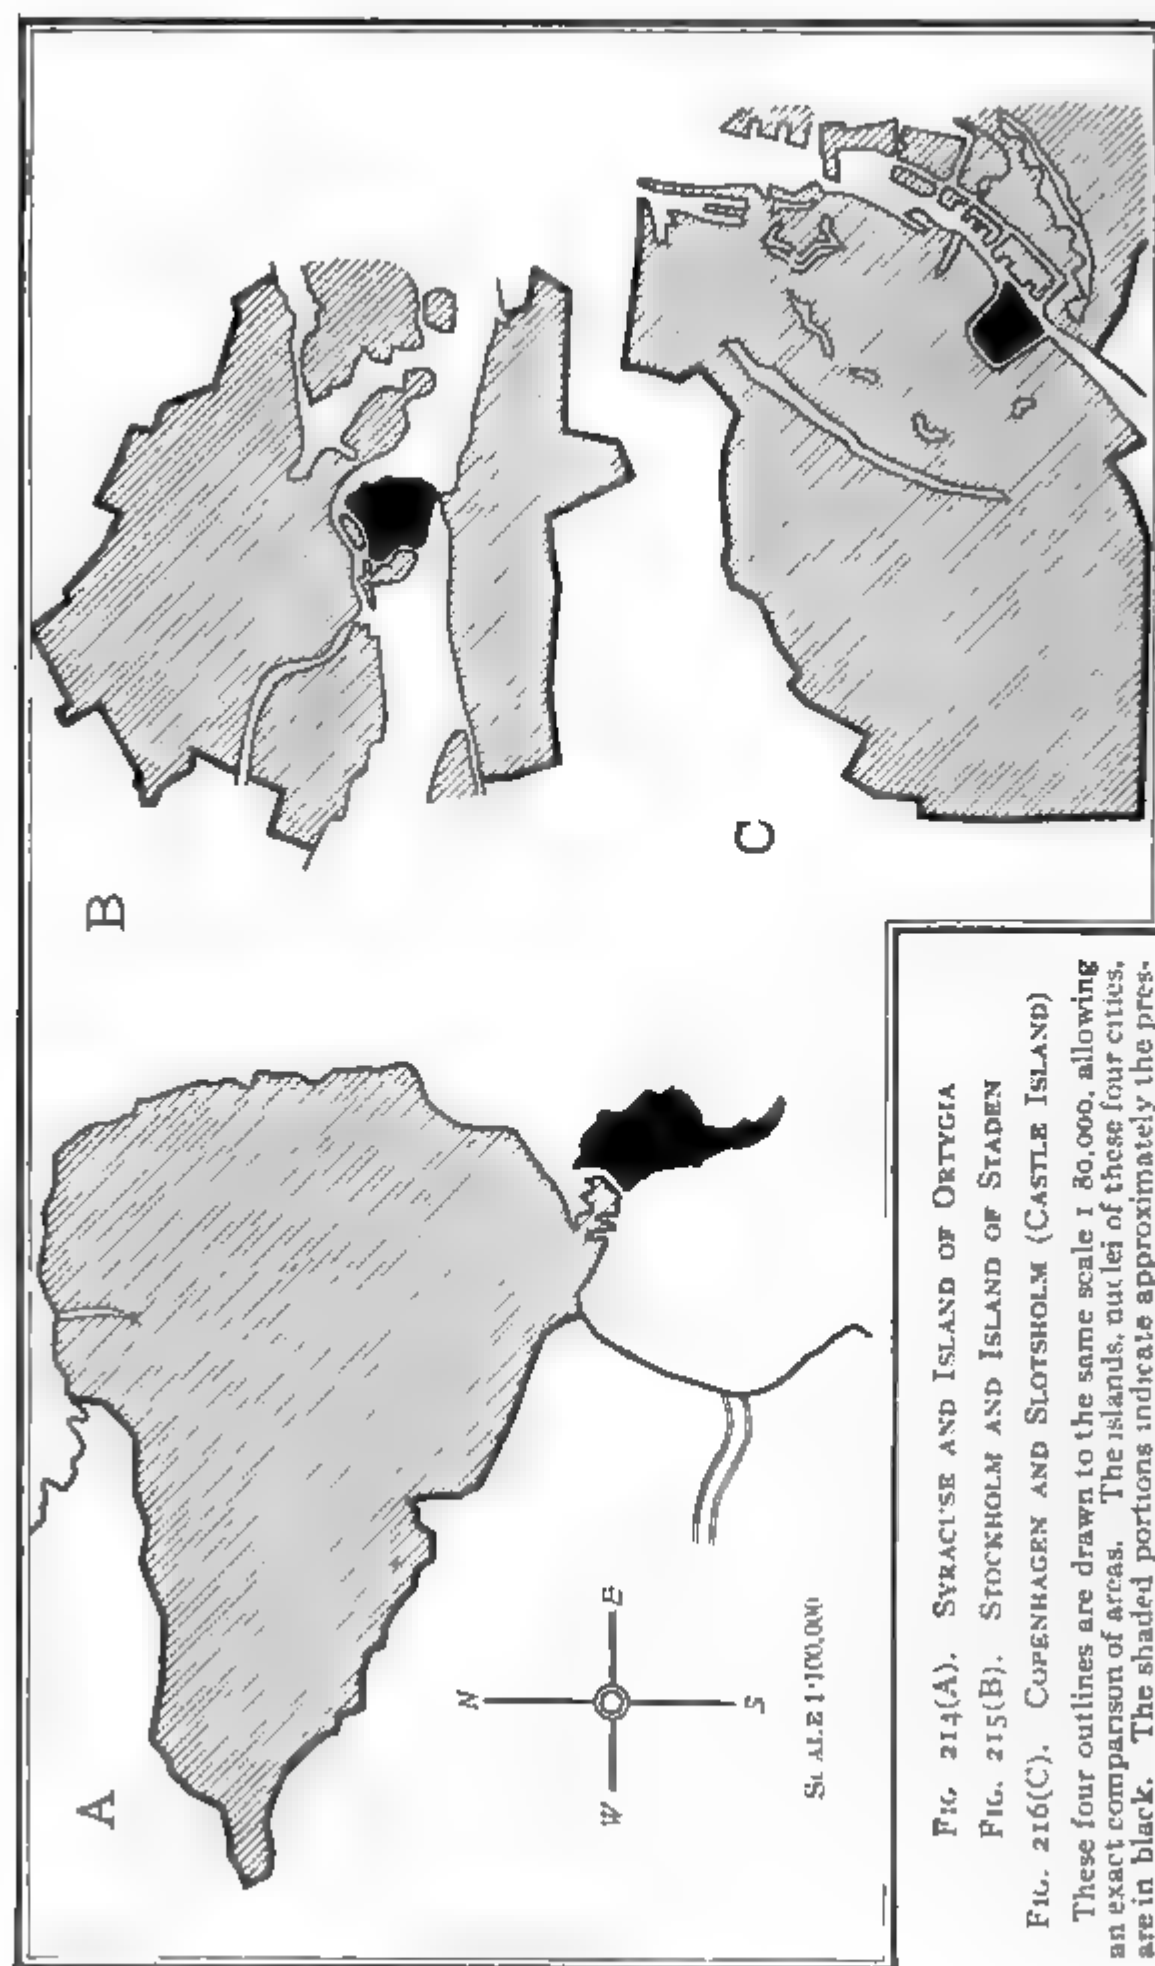 A
B
C
N
W E
S
SCALE 1:100,000
FIG. 214(A). SYRACUSE AND ISLAND OF ORTYGIA
FIG. 215(B). STOCKHOLM AND ISLAND OF STADEN
FIG. 216(C). COPENHAGEN AND SLOTSHOLM (CASTLE ISLAND)
These four outlines are drawn to the same scale 1 80,000, allowing
an exact comparison of areas. The islands, nuclei of these four cities,
are in black. The shaded portions indicate approximately the pres-